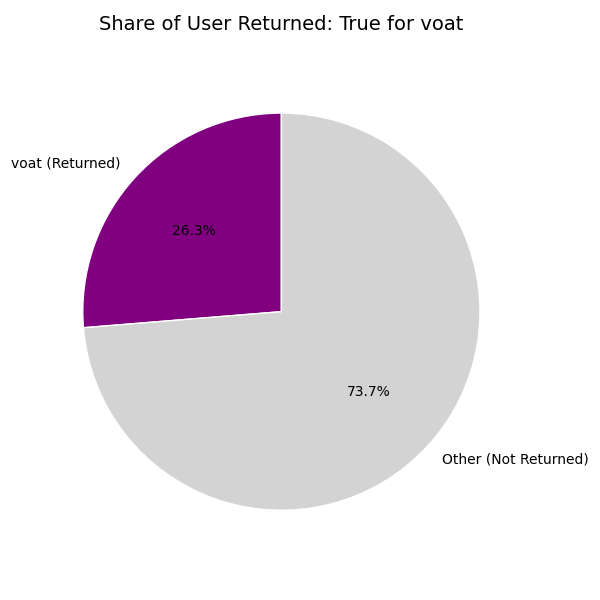 Share of User Returned: True for voat
voat (Returned)
26.3%
73.7%
Other (Not Returned)